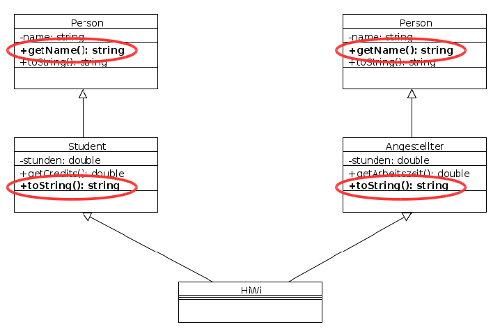 Person
-name: string
+getName(): string
+toString(): string
Person
-name: string
+getName(): string
+toString(): string
Student
-stunden: double
+getCredits(): double
+toString(): string
Angestellter
-stunden: double
+getArbeitszeit(): double
+toString(): string
HiWi